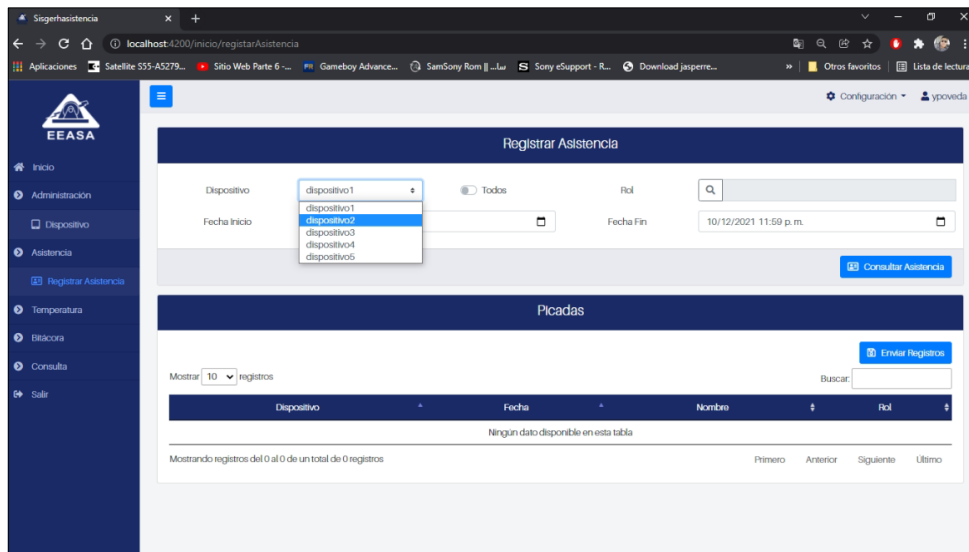 Sisgerhasistencia
localhost:4200/inicio/registarAsistencia
Aplicaciones Satellite S55-A5279... Sitio Web Parte 6 -... Gameboy Advance... SamSony Rom || ... Sony eSupport - R... Download jasperre... » Otros favoritos Lista de lectura
EEASA
Configuración ypoveda
Inicio
Administración
Dispositivo
Asistencia
Registrar Asistencia
Temperatura
Bitácora
Consulta
Salir
Registrar Asistencia
Dispositivo dispositivo1 Todos Rol
dispositivo1
dispositivo2
dispositivo3
dispositivo4
dispositivo5
Fecha Inicio Fecha Fin 10/12/2021 11:59 p. m.
Consultar Asistencia
Picadas
Enviar Registros
Mostrar 10 registros Buscar:
Dispositivo Fecha Nombre Rol
Ningún dato disponible en esta tabla
Mostrando registros del 0 al 0 de un total de 0 registros Primero Anterior Siguiente Último